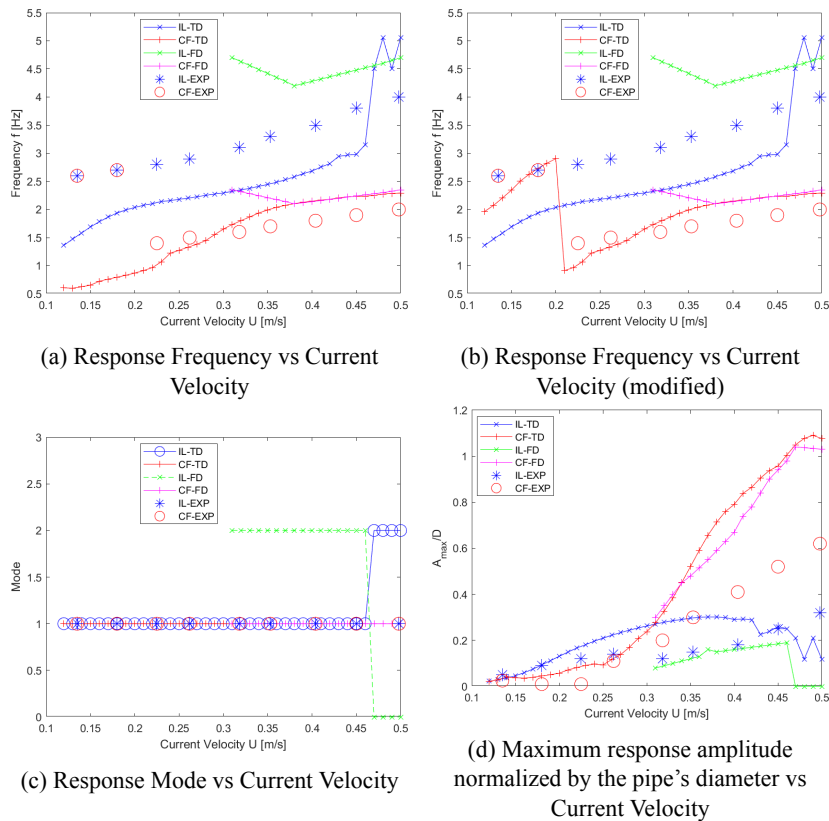 5.5
5
4.5
4
3.5
3
2.5
2
1.5
1
0.5
Frequency f [Hz]
IL-TD
CF-TD
IL-FD
CF-FD
IL-EXP
CF-EXP
0.1 0.15 0.2 0.25 0.3 0.35 0.4 0.45 0.5
Current Velocity U [m/s]
(a) Response Frequency vs Current
Velocity
5.5
5
4.5
4
3.5
3
2.5
2
1.5
1
0.5
Frequency f [Hz]
IL-TD
CF-TD
IL-FD
CF-FD
IL-EXP
CF-EXP
0.1 0.15 0.2 0.25 0.3 0.35 0.4 0.45 0.5
Current Velocity U [m/s]
(b) Response Frequency vs Current
Velocity (modified)
3
2.5
2
1.5
1
0.5
0
Mode
IL-TD
CF-TD
IL-FD
CF-FD
IL-EXP
CF-EXP
0.1 0.15 0.2 0.25 0.3 0.35 0.4 0.45 0.5
Current Velocity U [m/s]
(c) Response Mode vs Current Velocity
1.2
1
0.8
0.6
0.4
0.2
0
A_max/D
IL-TD
CF-TD
IL-FD
CF-FD
IL-EXP
CF-EXP
0.1 0.15 0.2 0.25 0.3 0.35 0.4 0.45 0.5
Current Velocity U [m/s]
(d) Maximum response amplitude
normalized by the pipe's diameter vs
Current Velocity